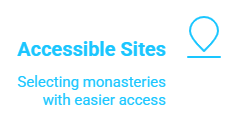 Accessible Sites
Selecting monasteries
with easier access